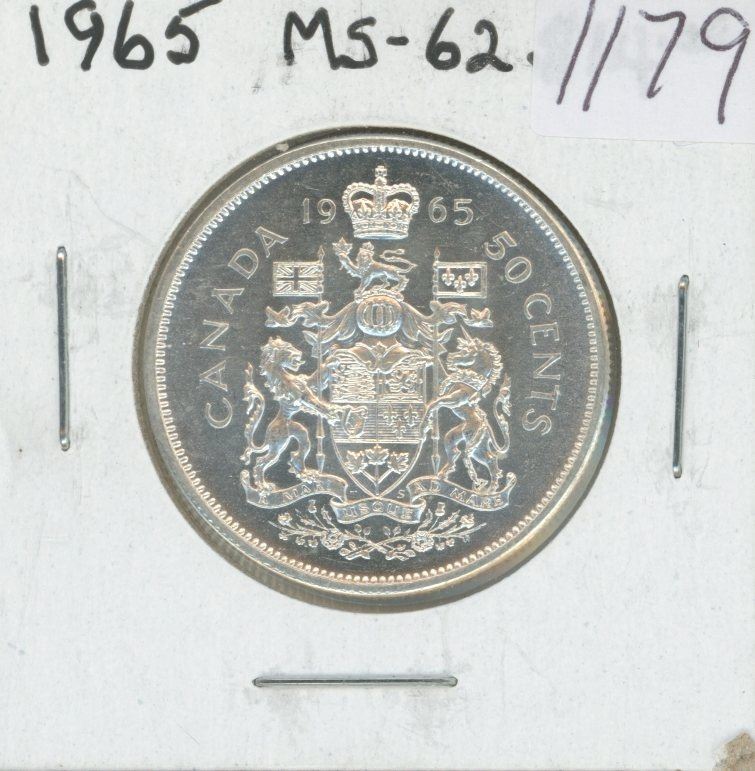 1965 MS-62. 1179
19 65
CANADA
50 CENTS
A MARI USQUE AD MARE